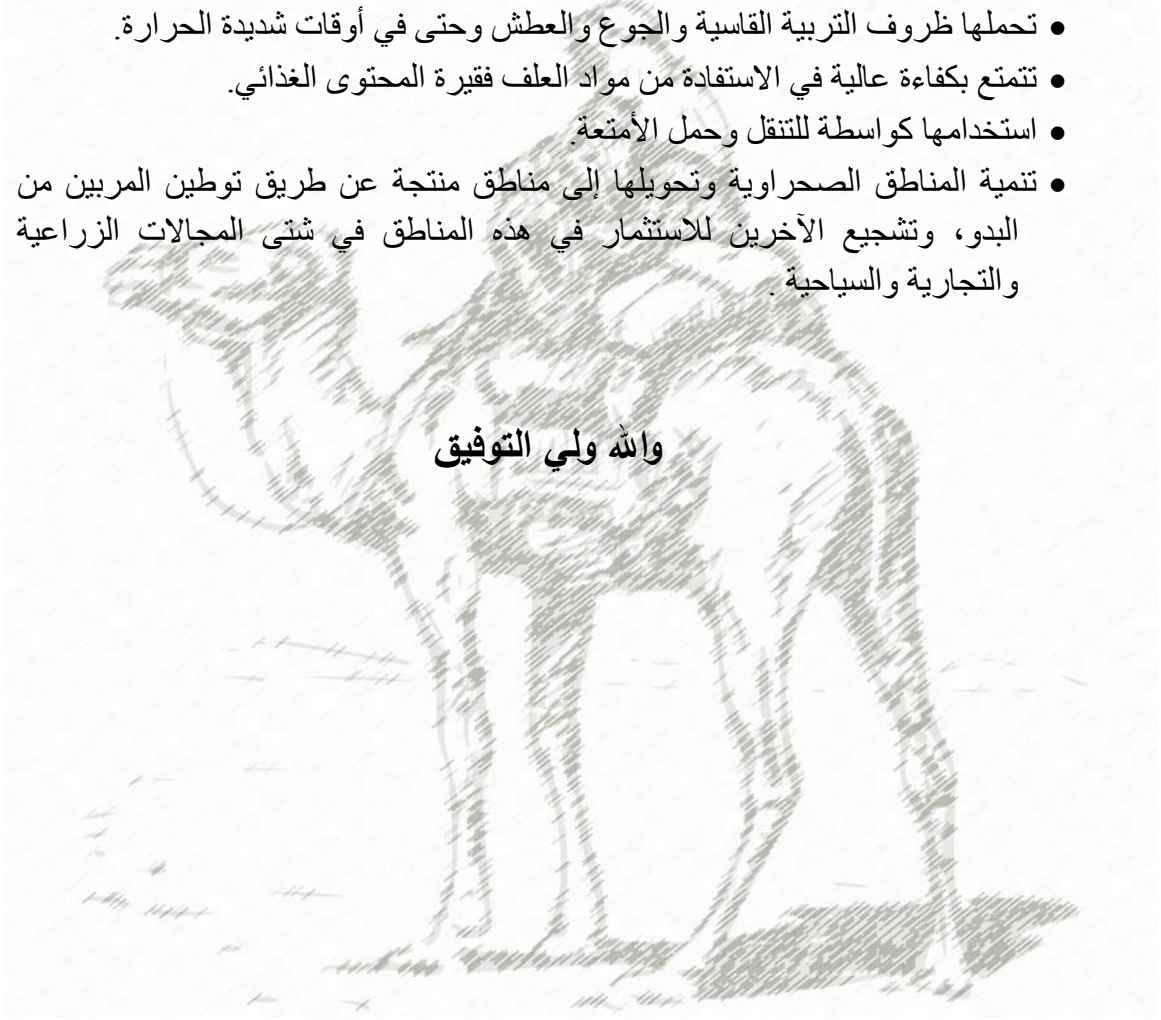 • تحملها ظروف التربية القاسية والجوع والعطش وحتى في أوقات شديدة الحرارة.
• تتمتع بكفاءة عالية في الاستفادة من مواد العلف فقيرة المحتوى الغذائي.
• استخدامها كواسطة للتنقل وحمل الأمتعة.
• تنمية المناطق الصحراوية وتحويلها إلى مناطق منتجة عن طريق توطين المربين من
البدو، وتشجيع الآخرين للاستثمار في هذه المناطق في شتى المجالات الزراعية
والتجارية والسياحية .
والله ولي التوفيق